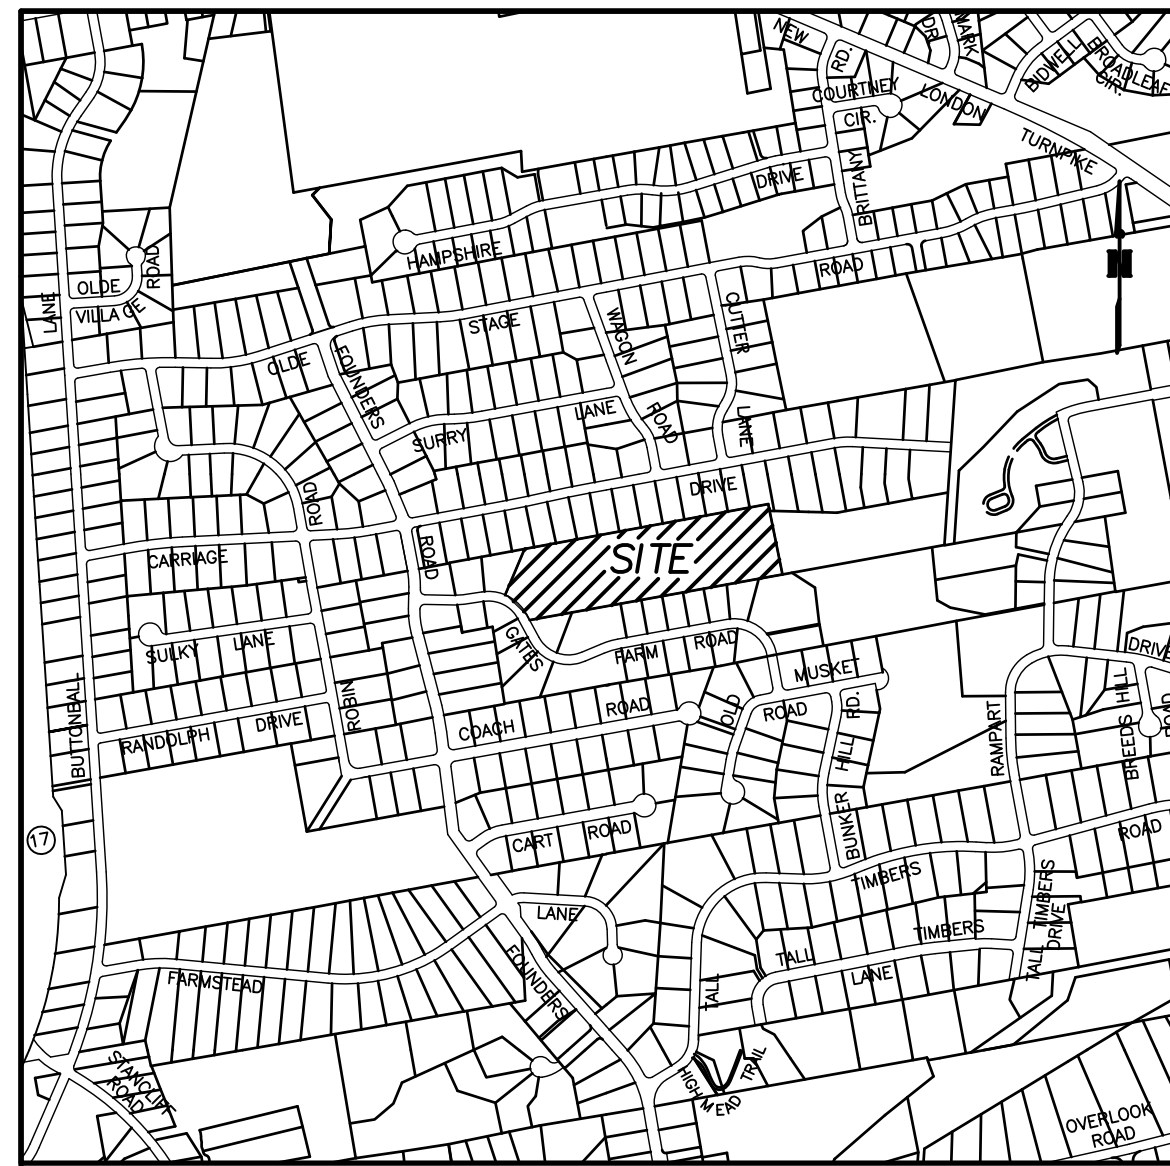 NEW
DR
MARK
RD.
BIDWELL
BROADLEAF
CIR.
COURTNEY
CIR.
LONDON
TURNPIKE
DRIVE
BRITTANY
HAMPSHIRE
ROAD
ROAD
OLDE
VILLAGE
LANE
N
STAGE
WAGON
CUTTER
OLDE
FOUNDERS
LANE
ROAD
LANE
SURRY
DRIVE
ROAD
CARRIAGE
ROAD
SITE
SULKY
LANE
GATES
FARM
ROAD
DRIVE
MUSKET
BUTTONBALL
ROBIN
OLD
ROAD
RD.
HILL
ROAD
RANDOLPH
DRIVE
COACH
ROAD
RAMPART
BREEDS
HILL
HILL
BUNKER
17
CART
ROAD
ROAD
TIMBERS
LANE
TALL
TIMBERS
TALL
TIMBERS
DRIVE
LANE
FARMSTEAD
FOUNDERS
TALL
STANCLIFF
ROAD
HIGHMEAD
TRAIL
OVERLOOK
ROAD